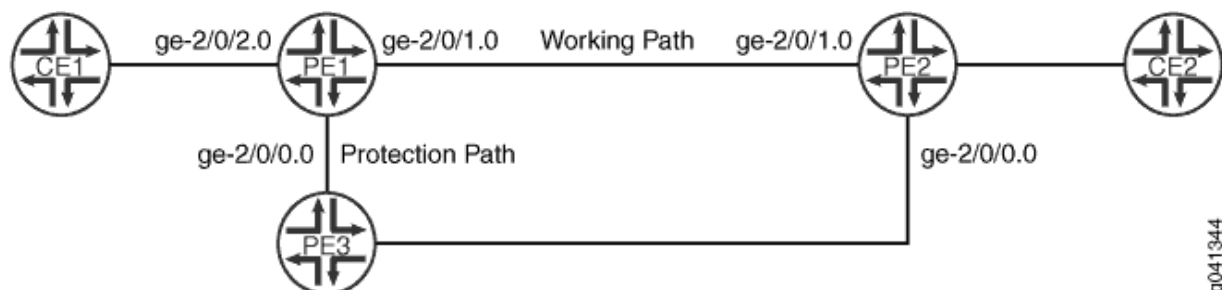 ge-2/0/2.0 ge-2/0/1.0 Working Path ge-2/0/1.0
CE1 PE1 PE2 CE2
ge-2/0/0.0 Protection Path ge-2/0/0.0
PE3
g041344